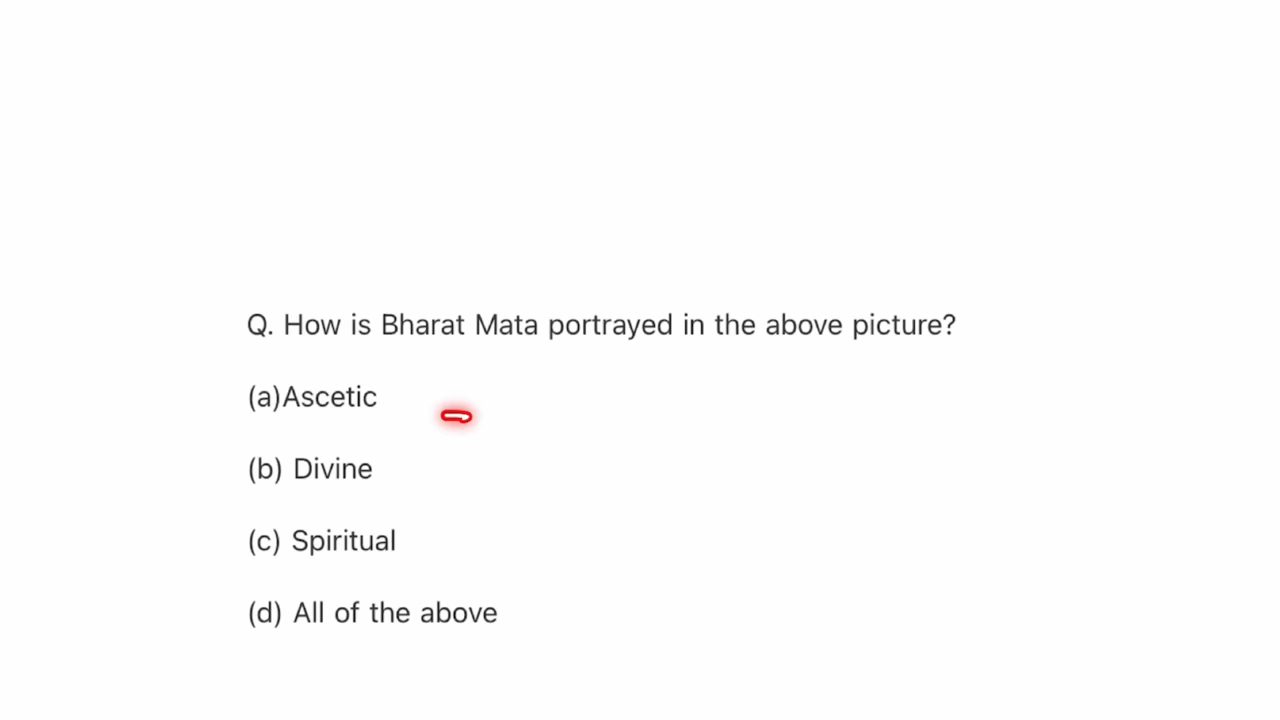 Q. How is Bharat Mata portrayed in the above picture?
(a)Ascetic
(b) Divine
(c) Spiritual
(d) All of the above